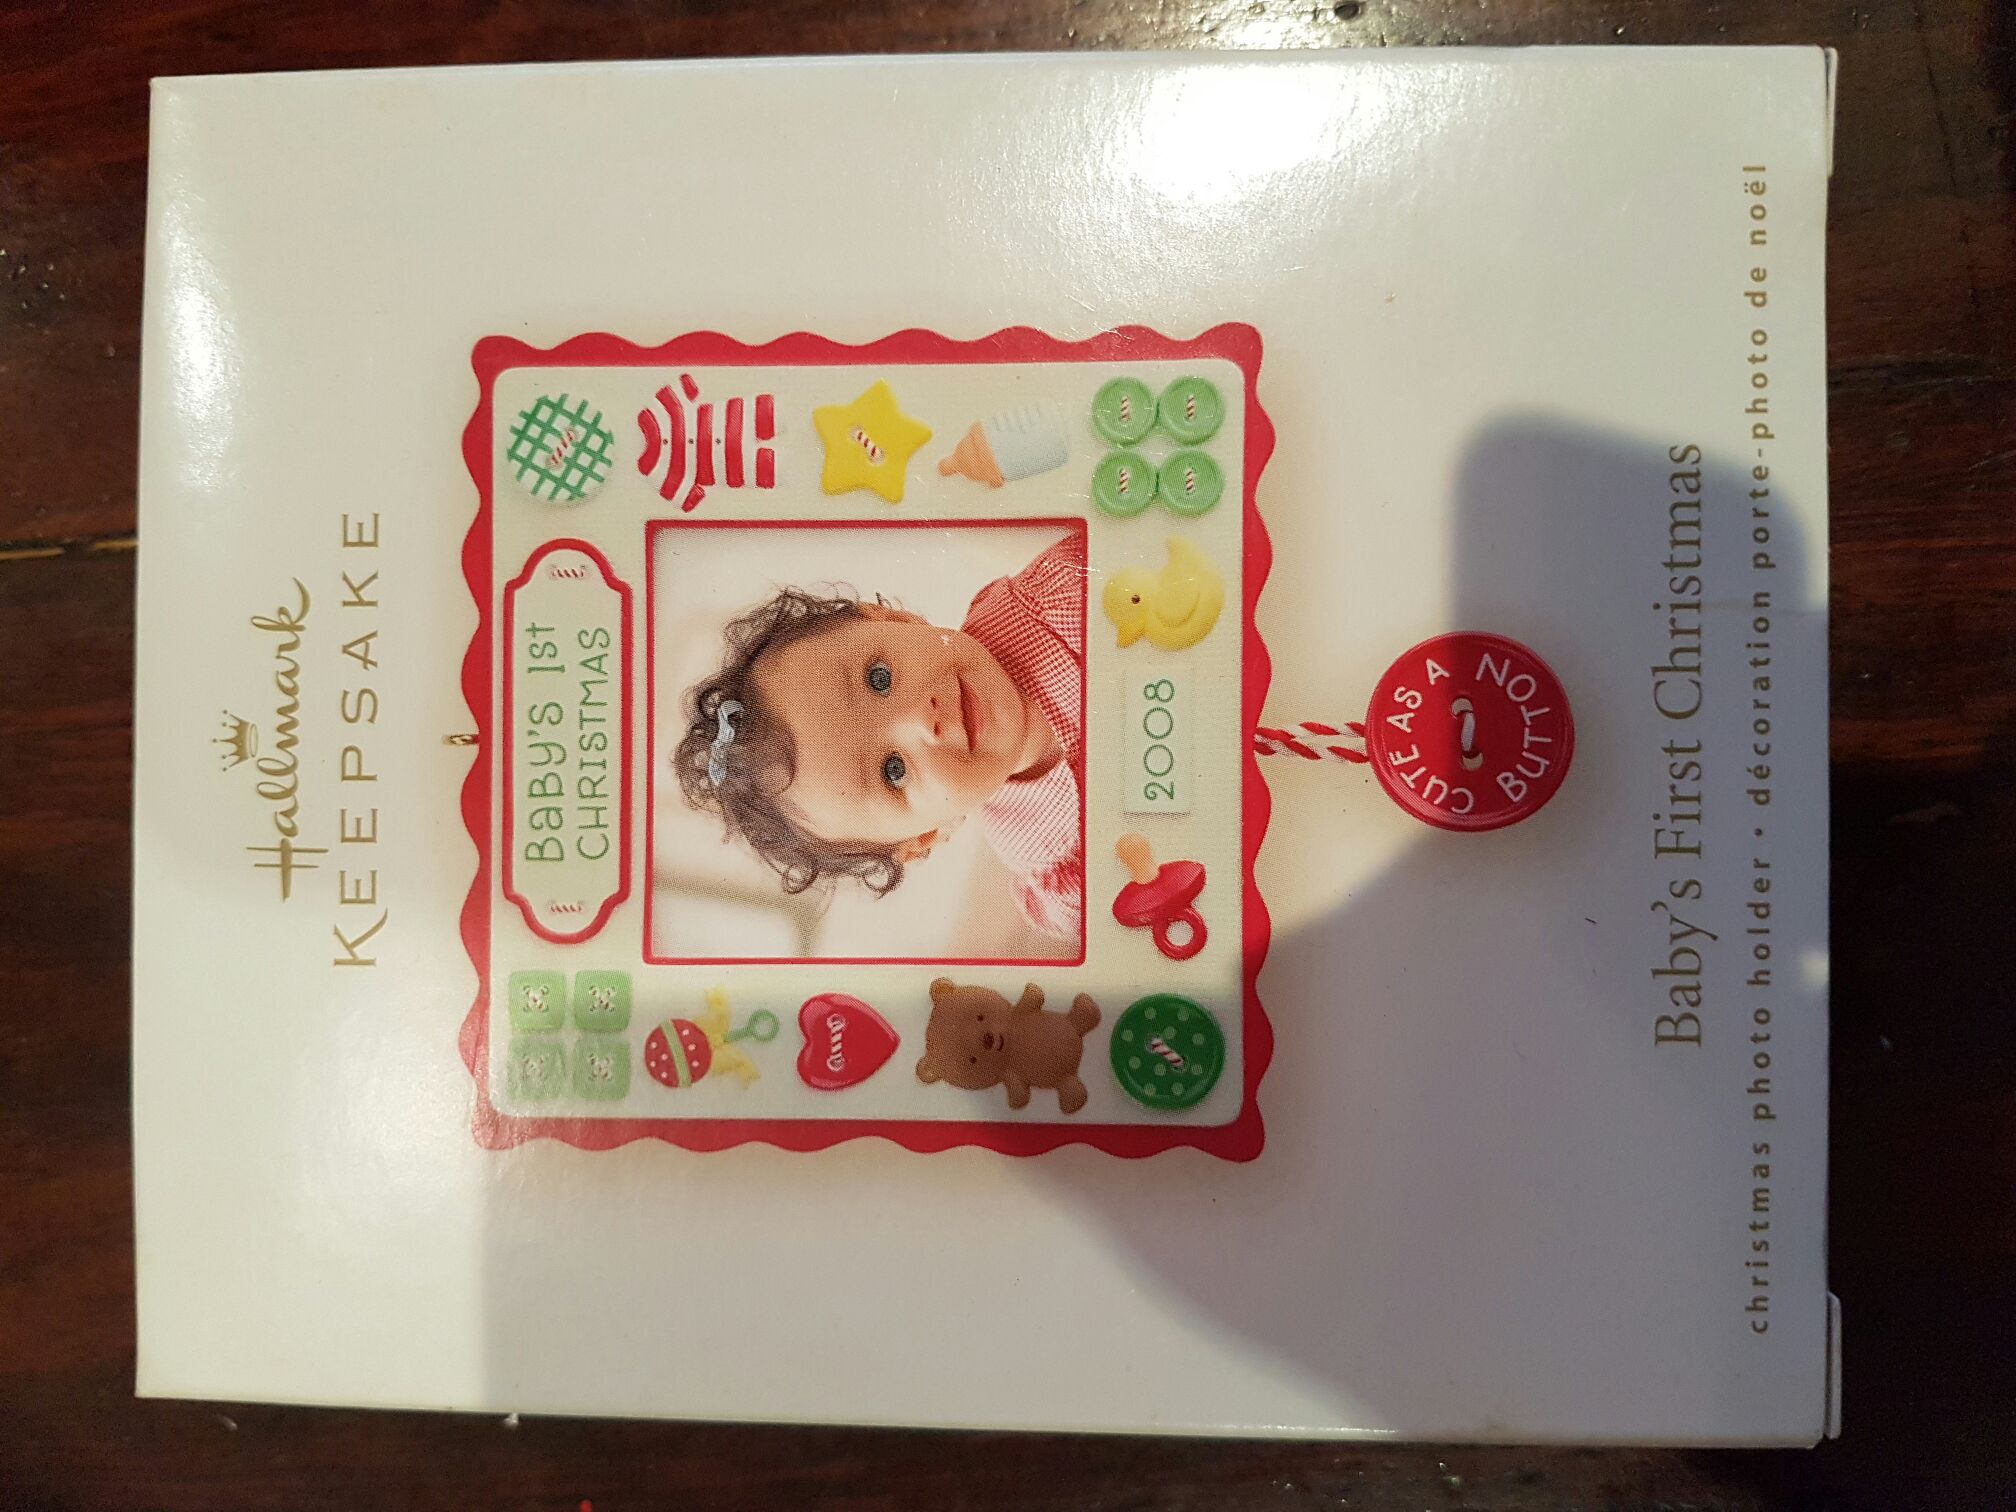 Hallmark
KEEPSAKE
BABY'S 1st
CHRISTMAS
2008
CUTE AS A
BUTTON
Baby's First Christmas
christmas photo holder • décoration porte-photo de noël